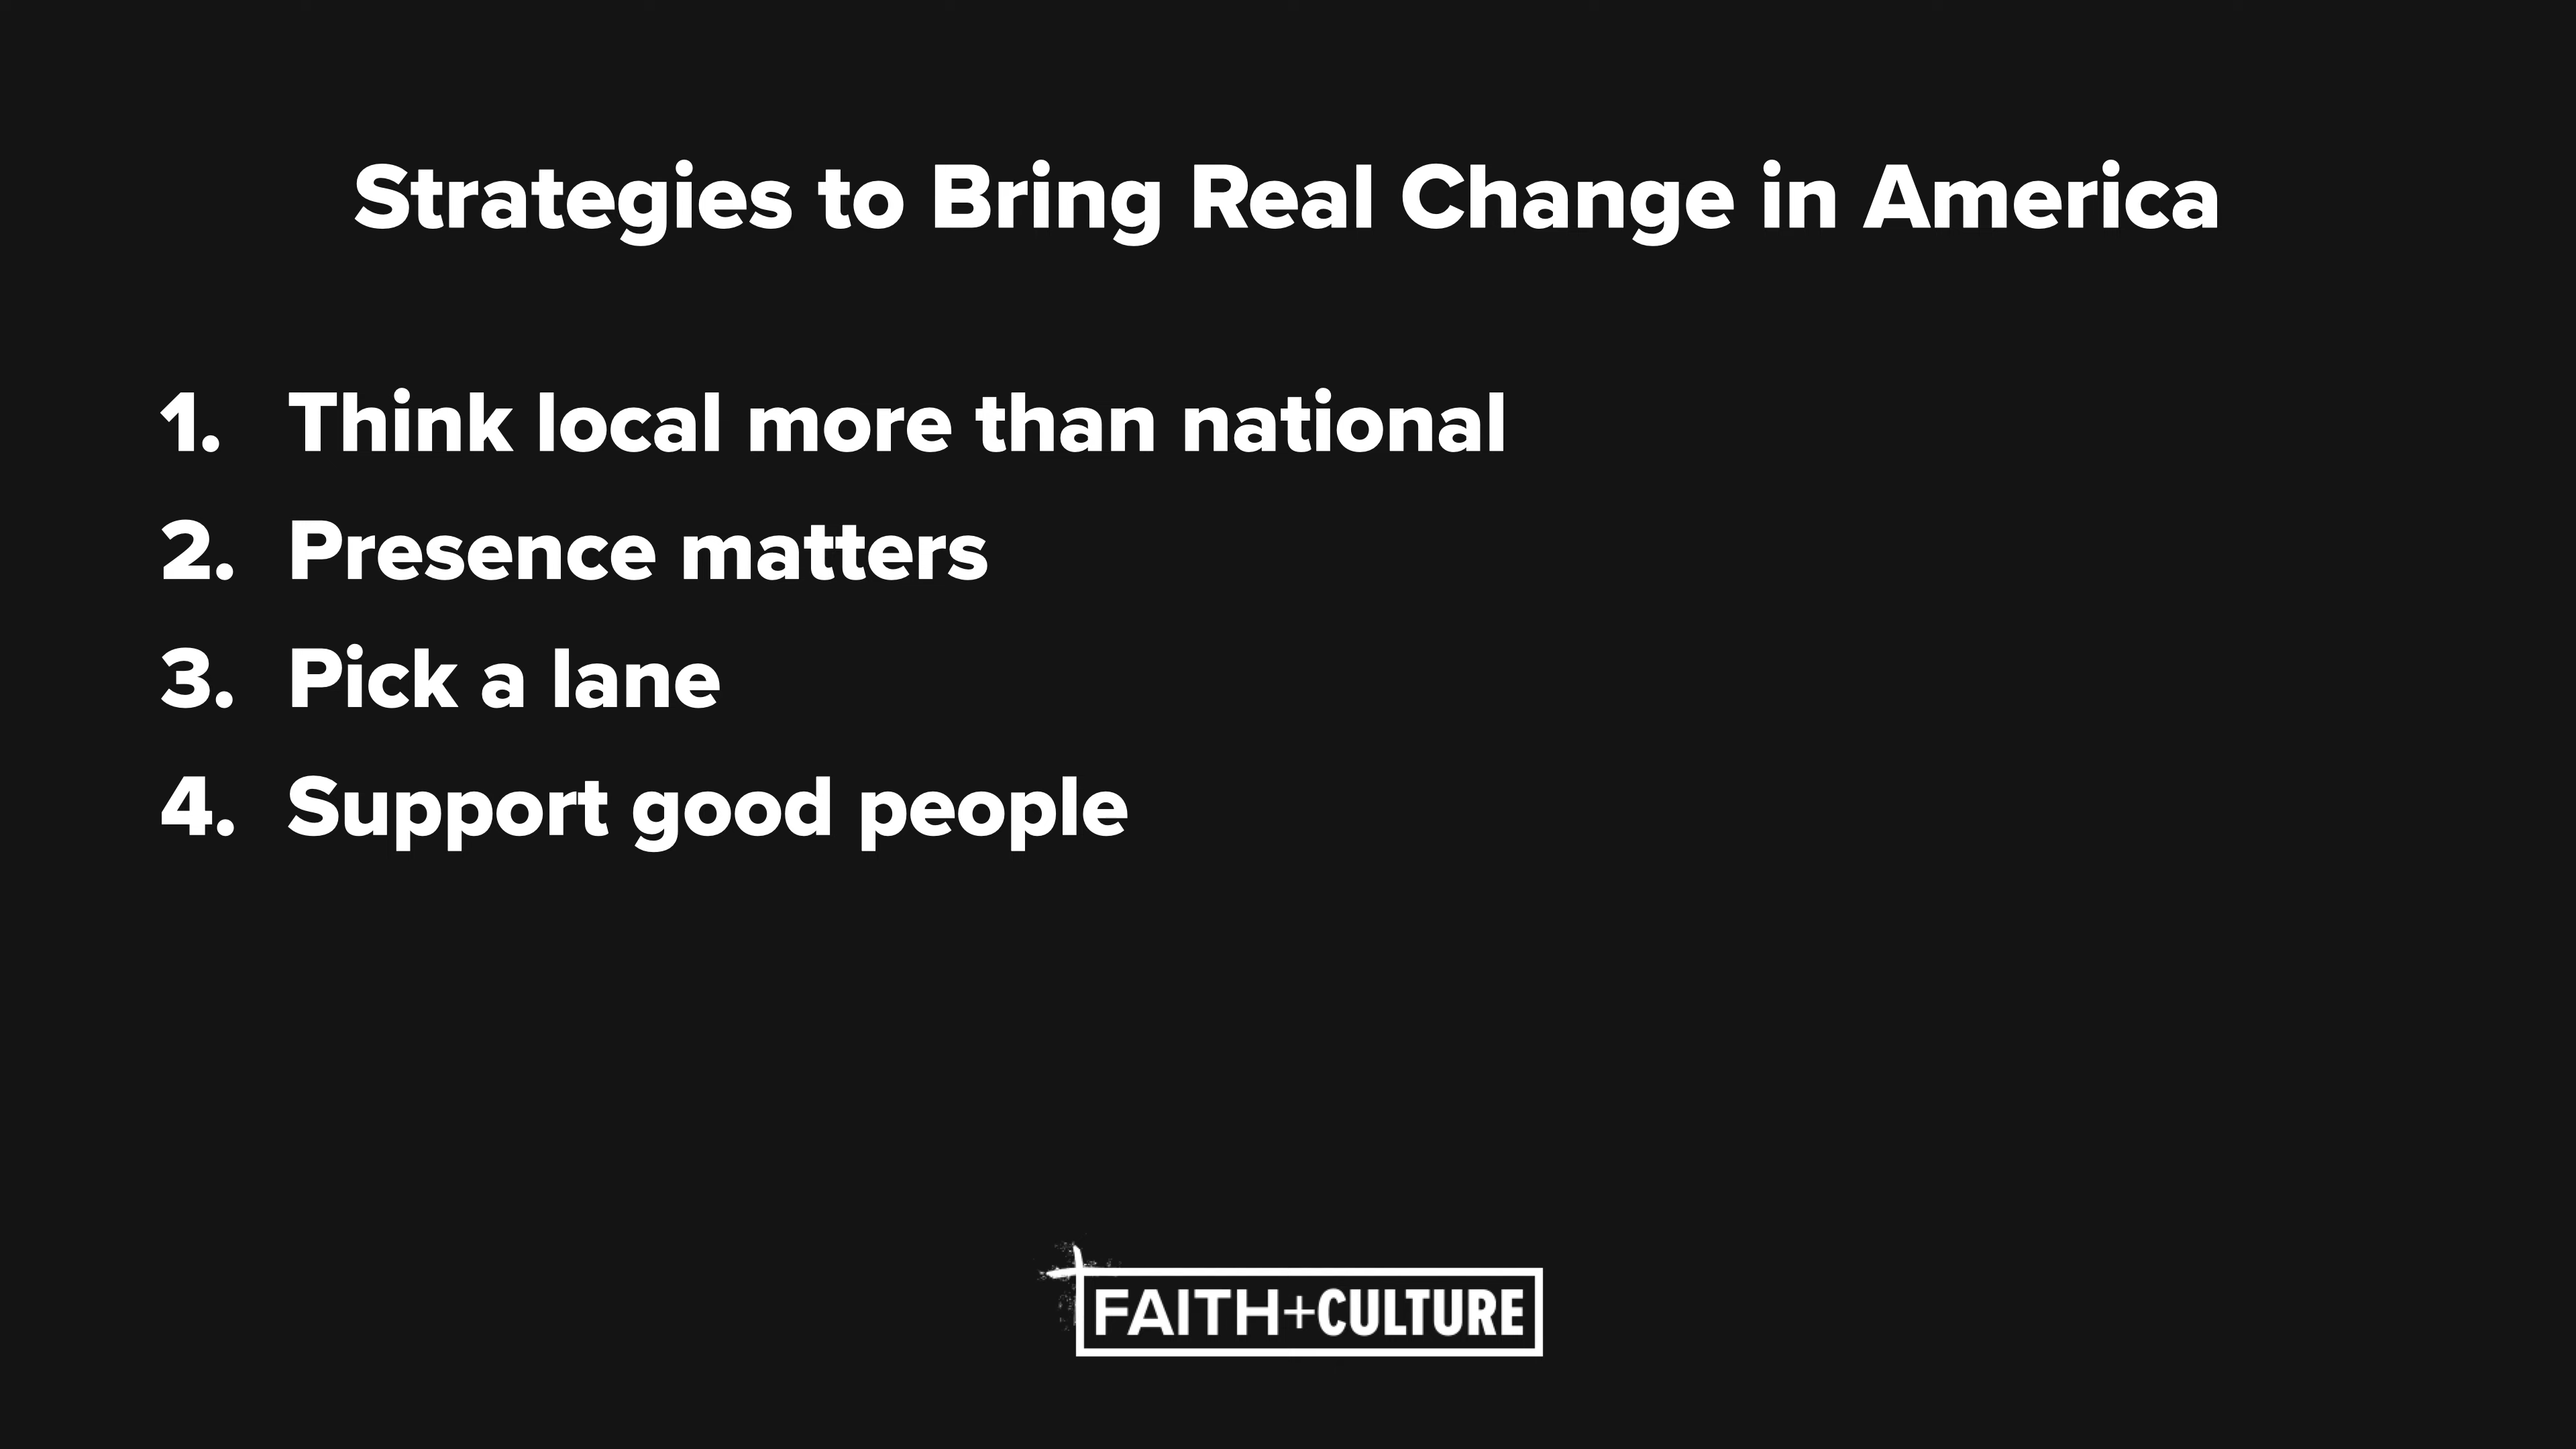 Strategies to Bring Real Change in America
1. Think local more than national
2. Presence matters
3. Pick a lane
4. Support good people
FAITH+CULTURE